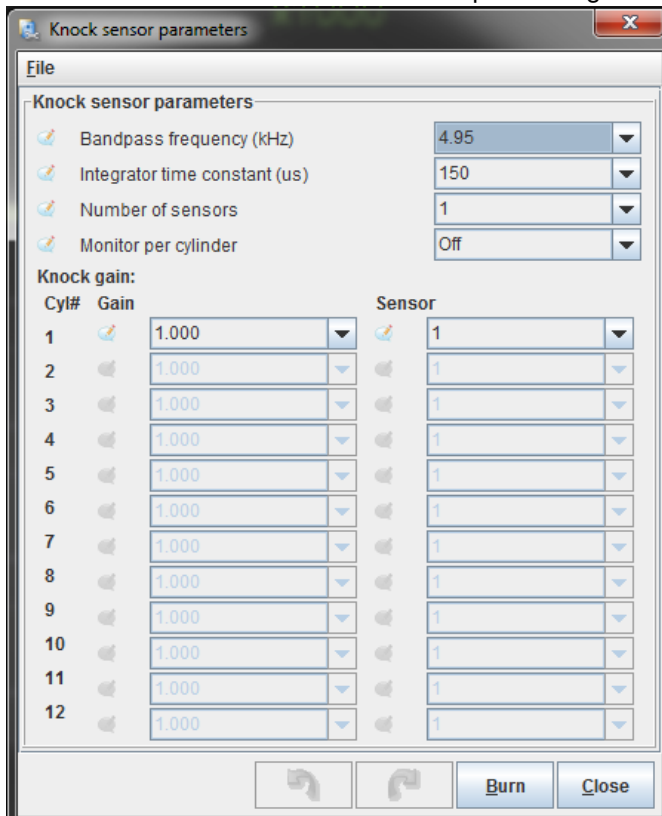 Knock sensor parameters
File
Knock sensor parameters
Bandpass frequency (kHz) 4.95
Integrator time constant (us) 150
Number of sensors 1
Monitor per cylinder Off
Knock gain:
Cyl# Gain Sensor
1 1.000 1
2 1.000 1
3 1.000 1
4 1.000 1
5 1.000 1
6 1.000 1
7 1.000 1
8 1.000 1
9 1.000 1
10 1.000 1
11 1.000 1
12 1.000 1
Burn Close